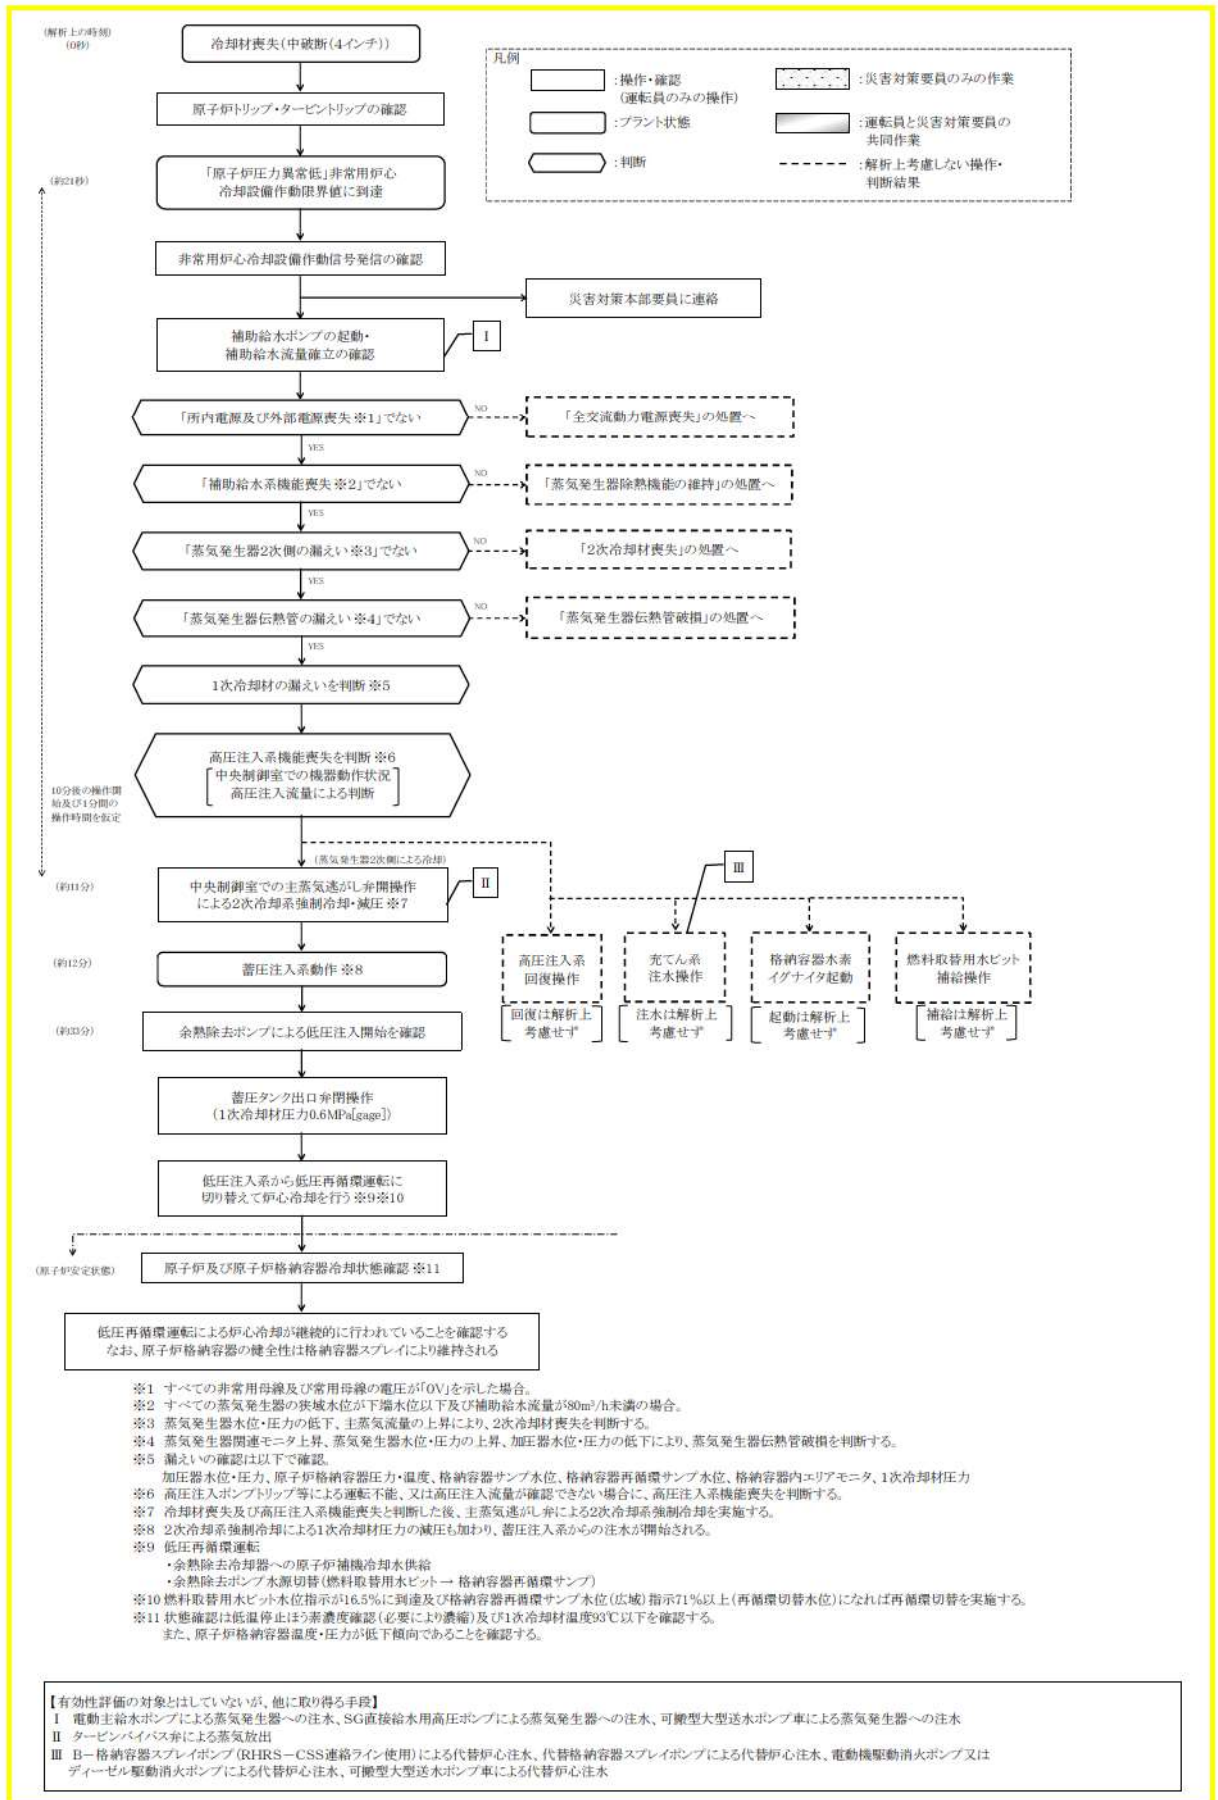 (解析上の時刻)
(0秒)
冷却材喪失(中破断(4インチ))
凡例
:操作・確認
(運転員のみの操作)
:災害対策要員のみの作業
:プラント状態
:運転員と災害対策要員の
共同作業
:判断
:解析上考慮しない操作・
判断結果
原子炉トリップ・タービントリップの確認
(約21秒)
「原子炉圧力異常低」非常用炉心
冷却設備作動限界値に到達
非常用炉心冷却設備作動信号発信の確認
災害対策本部要員に連絡
補助給水ポンプの起動・
補助給水流量確立の確認
Ⅰ
「所内電源及び外部電源喪失※1」でない
NO
「全交流動力電源喪失」の処置へ
YES
「補助給水系機能喪失※2」でない
NO
「蒸気発生器除熱機能の維持」の処置へ
YES
「蒸気発生器2次側の漏えい※3」でない
NO
「2次冷却材喪失」の処置へ
YES
「蒸気発生器伝熱管の漏えい※4」でない
NO
「蒸気発生器伝熱管破損」の処置へ
YES
1次冷却材の漏えいを判断※5
高圧注入系機能喪失を判断※6
中央制御室での機器動作状況
高圧注入流量による判断
10分後の操作開
始及び1分間の
操作時間を仮定
(蒸気発生器2次側による冷却)
Ⅲ
(約11分)
中央制御室での主蒸気逃がし弁開操作
による2次冷却系強制冷却・減圧※7
Ⅱ
(約12分)
蓄圧注入系動作※8
高圧注入系
回復操作
充てん系
注水操作
格納容器水素
イグナイタ起動
燃料取替用水ピット
補給操作
回復は解析上
考慮せず
注水は解析上
考慮せず
起動は解析上
考慮せず
補給は解析上
考慮せず
(約33分)
余熱除去ポンプによる低圧注入開始を確認
蓄圧タンク出口弁閉操作
(1次冷却材圧力0.6MPa[gage])
低圧注入系から低圧再循環運転に
切り替えて炉心冷却を行う※9※10
(原子炉安定状態)
原子炉及び原子炉格納容器冷却状態確認※11
低圧再循環運転による炉心冷却が継続的に行われていることを確認する
なお、原子炉格納容器の健全性は格納容器スプレイにより維持される
※1 すべての非常用母線及び常用母線の電圧が「0V」を示した場合。
※2 すべての蒸気発生器の狭域水位が下端水位以下及び補助給水流量が80m³/h未満の場合。
※3 蒸気発生器水位・圧力の低下、主蒸気流量の上昇により、2次冷却材喪失を判断する。
※4 蒸気発生器関連モニタ上昇、蒸気発生器水位・圧力の上昇、加圧器水位・圧力の低下により、蒸気発生器伝熱管破損を判断する。
※5 漏えいの確認は以下で確認。
加圧器水位・圧力、原子炉格納容器圧力・温度、格納容器サンプ水位、格納容器再循環サンプ水位、格納容器内エリアモニタ、1次冷却材圧力
※6 高圧注入ポンプトリップ等による運転不能、又は高圧注入流量が確認できない場合に、高圧注入系機能喪失を判断する。
※7 冷却材喪失及び高圧注入系機能喪失と判断した後、主蒸気逃がし弁による2次冷却系強制冷却を実施する。
※8 2次冷却系強制冷却による1次冷却材圧力の減圧も加わり、蓄圧注入系からの注水が開始される。
※9 低圧再循環運転
・余熱除去冷却器への原子炉補機冷却水供給
・余熱除去ポンプ水源切替(燃料取替用水ピット→格納容器再循環サンプ)
※10 燃料取替用水ピット水位指示が16.5%に到達及び格納容器再循環サンプ水位(広域)指示71%以上(再循環切替水位)になれば再循環切替を実施する。
※11 状態確認は低温停止ほう素濃度確認(必要により濃縮)及び1次冷却材温度93℃以下を確認する。
また、原子炉格納容器温度・圧力が低下傾向であることを確認する。
【有効性評価の対象とはしていないが、他に取り得る手段】
Ⅰ 電動主給水ポンプによる蒸気発生器への注水、SG直接給水用高圧ポンプによる蒸気発生器への注水、可搬型大型送水ポンプ車による蒸気発生器への注水
Ⅱ タービンバイパス弁による蒸気放出
Ⅲ B－格納容器スプレイポンプ(RHRS－CSS連絡ライン使用)による代替炉心注水、代替格納容器スプレイポンプによる代替炉心注水、電動機駆動消火ポンプ又は
ディーゼル駆動消火ポンプによる代替炉心注水、可搬型大型送水ポンプ車による代替炉心注水